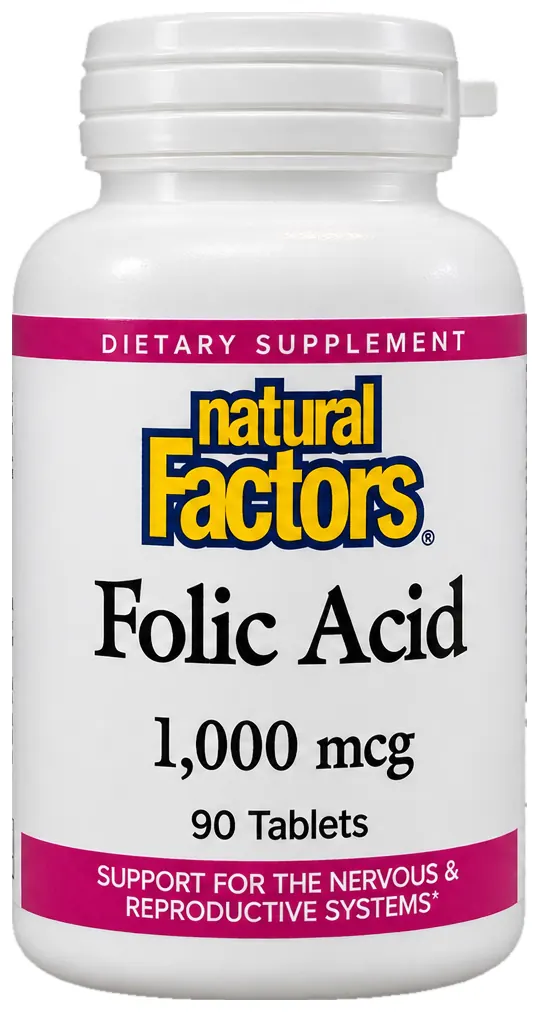 DIETARY SUPPLEMENT
natural
Factors®
Folic Acid
1,000 mcg
90 Tablets
SUPPORT FOR THE NERVOUS &
REPRODUCTIVE SYSTEMS*